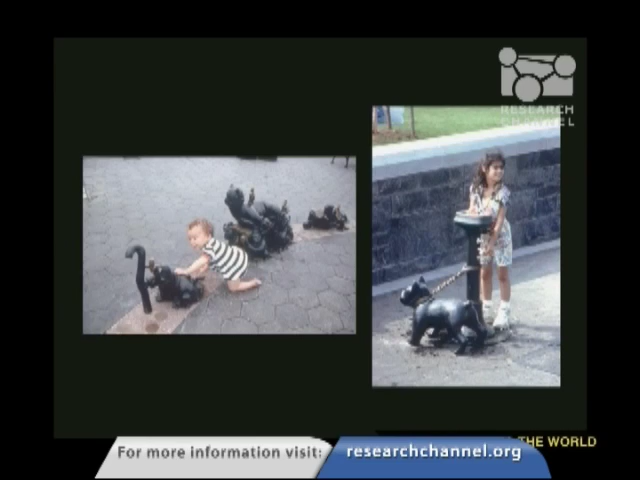 RESEARCH
CHANNEL
THE WORLD
For more information visit:
researchchannel.org